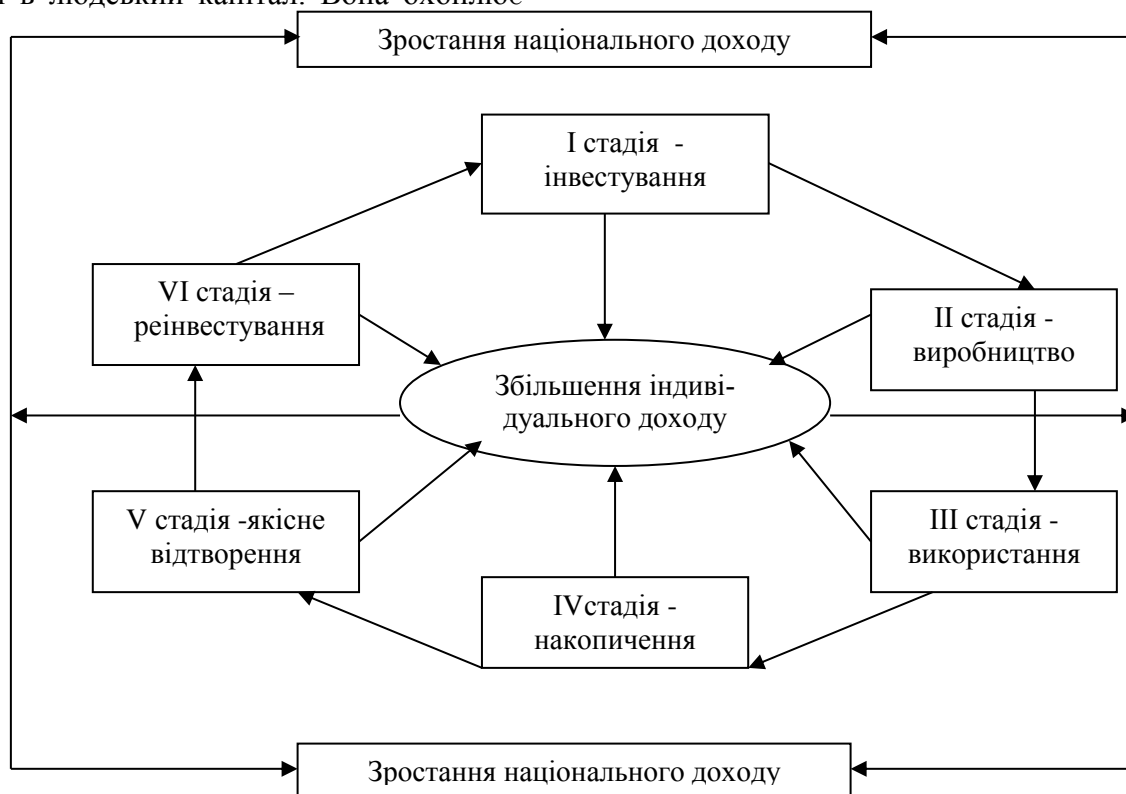 в людський капітал. Вона охоплює
Зростання національного доходу
I стадія -
інвестування
VI стадія –
реінвестування
II стадія -
виробництво
Збільшення індиві-
дуального доходу
V стадія -якісне
відтворення
III стадія -
використання
IVстадія -
накопичення
Зростання національного доходу